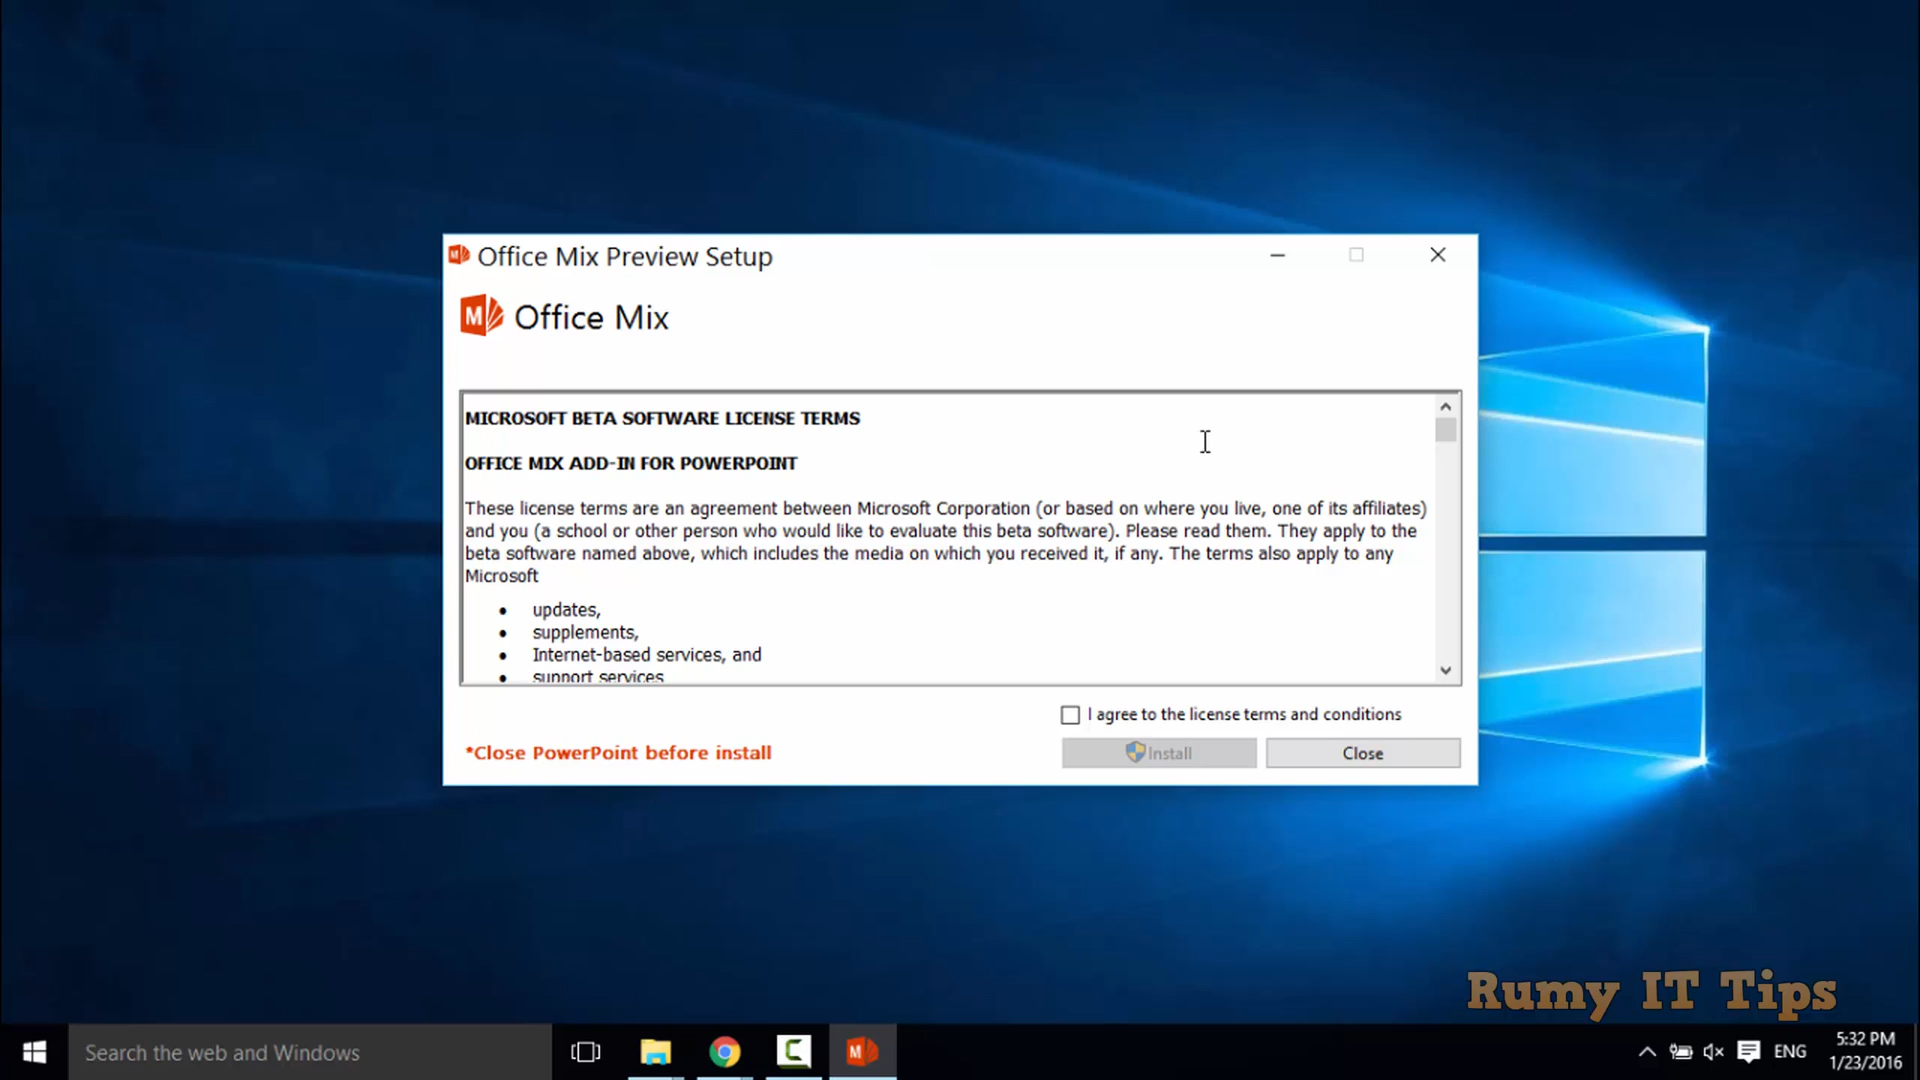 Office Mix Preview Setup
Office Mix
MICROSOFT BETA SOFTWARE LICENSE TERMS
OFFICE MIX ADD-IN FOR POWERPOINT
These license terms are an agreement between Microsoft Corporation (or based on where you live, one of its affiliates)
and you (a school or other person who would like to evaluate this beta software). Please read them. They apply to the
beta software named above, which includes the media on which you received it, if any. The terms also apply to any
Microsoft
• updates,
• supplements,
• Internet-based services, and
• support services
I agree to the license terms and conditions
*Close PowerPoint before install
Install
Close
Rumy IT Tips
Search the web and Windows
ENG
5:32 PM
1/23/2016